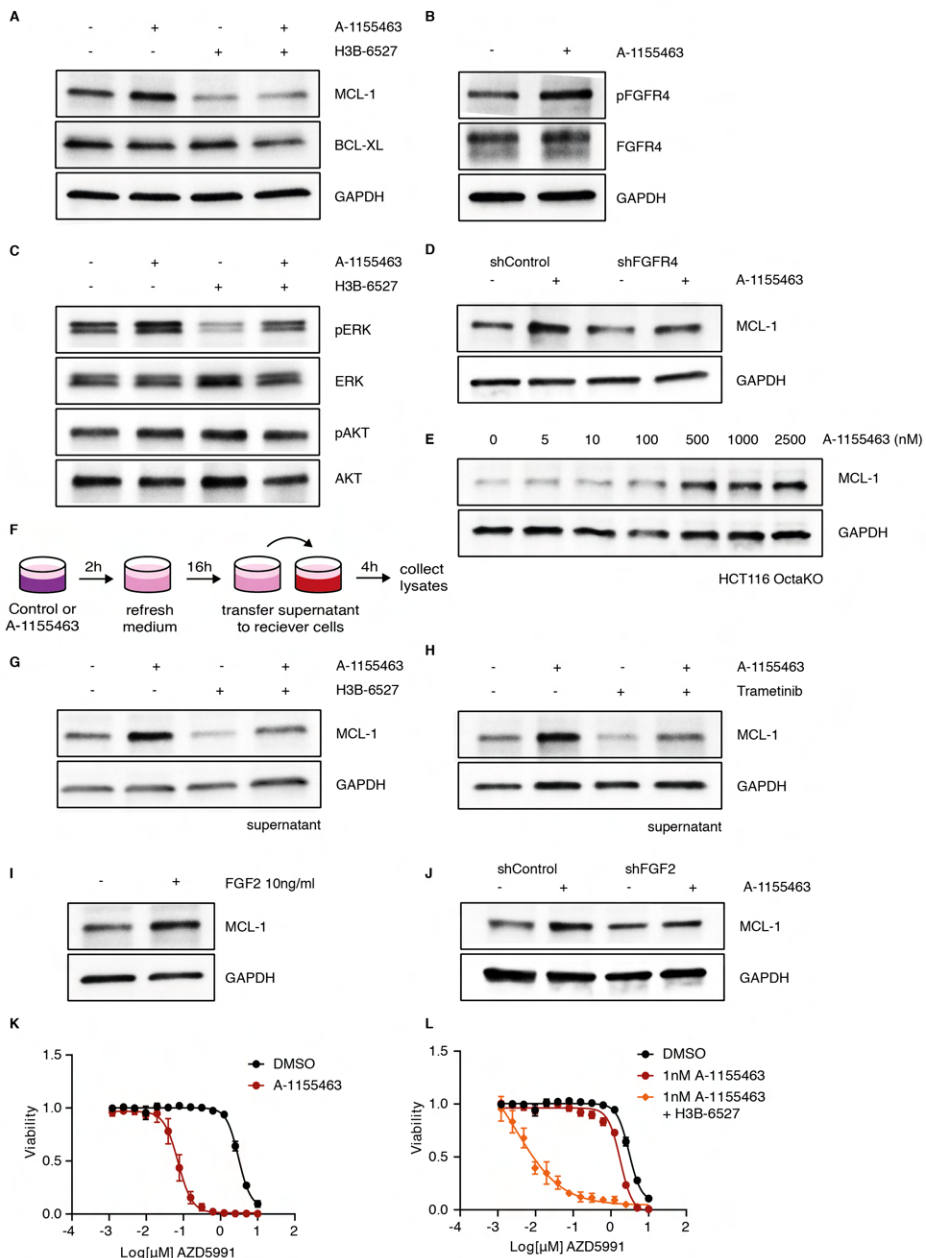 A
- + - + A-1155463
- - + + H3B-6527
MCL-1
BCL-XL
GAPDH
B
- + A-1155463
pFGFR4
FGFR4
GAPDH
C
- + - + A-1155463
- - + + H3B-6527
pERK
ERK
pAKT
AKT
D
shControl shFGFR4
- + - + A-1155463
MCL-1
GAPDH
E
0 5 10 100 500 1000 2500 A-1155463 (nM)
MCL-1
GAPDH
HCT116 OctaKO
F
2h 16h 4h
Control or
A-1155463
refresh
medium
transfer supernatant
to reciever cells
collect
lysates
G
- + - + A-1155463
- - + + H3B-6527
MCL-1
GAPDH
supernatant
H
- + - + A-1155463
- - + + Trametinib
MCL-1
GAPDH
supernatant
I
- + FGF2 10ng/ml
MCL-1
GAPDH
J
shControl shFGF2
- + - + A-1155463
MCL-1
GAPDH
K
1.5
1.0
0.5
0.0
Viability
DMSO
A-1155463
-4 -3 -2 -1 0 1 2
Log[µM] AZD5991
L
1.5
1.0
0.5
0.0
Viability
DMSO
1nM A-1155463
1nM A-1155463
+ H3B-6527
-4 -3 -2 -1 0 1 2
Log[µM] AZD5991